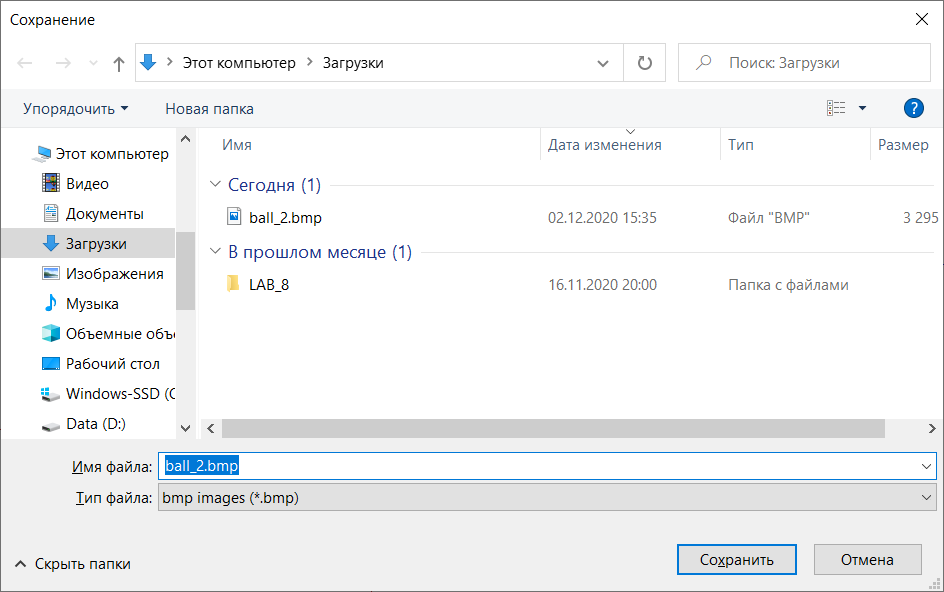 Сохранение
Этот компьютер Загрузки
Поиск: Загрузки
Упорядочить
Новая папка
?
Этот компьютер
Видео
Документы
Загрузки
Изображения
Музыка
Объемные объ
Рабочий стол
Windows-SSD (C
Data (D:)
Имя Дата изменения Тип Размер
Сегодня (1)
ball_2.bmp 02.12.2020 15:35 Файл "BMP" 3 295
В прошлом месяце (1)
LAB_8 16.11.2020 20:00 Папка с файлами
Имя файла: ball_2.bmp
Тип файла: bmp images (*.bmp)
Скрыть папки
Сохранить
Отмена